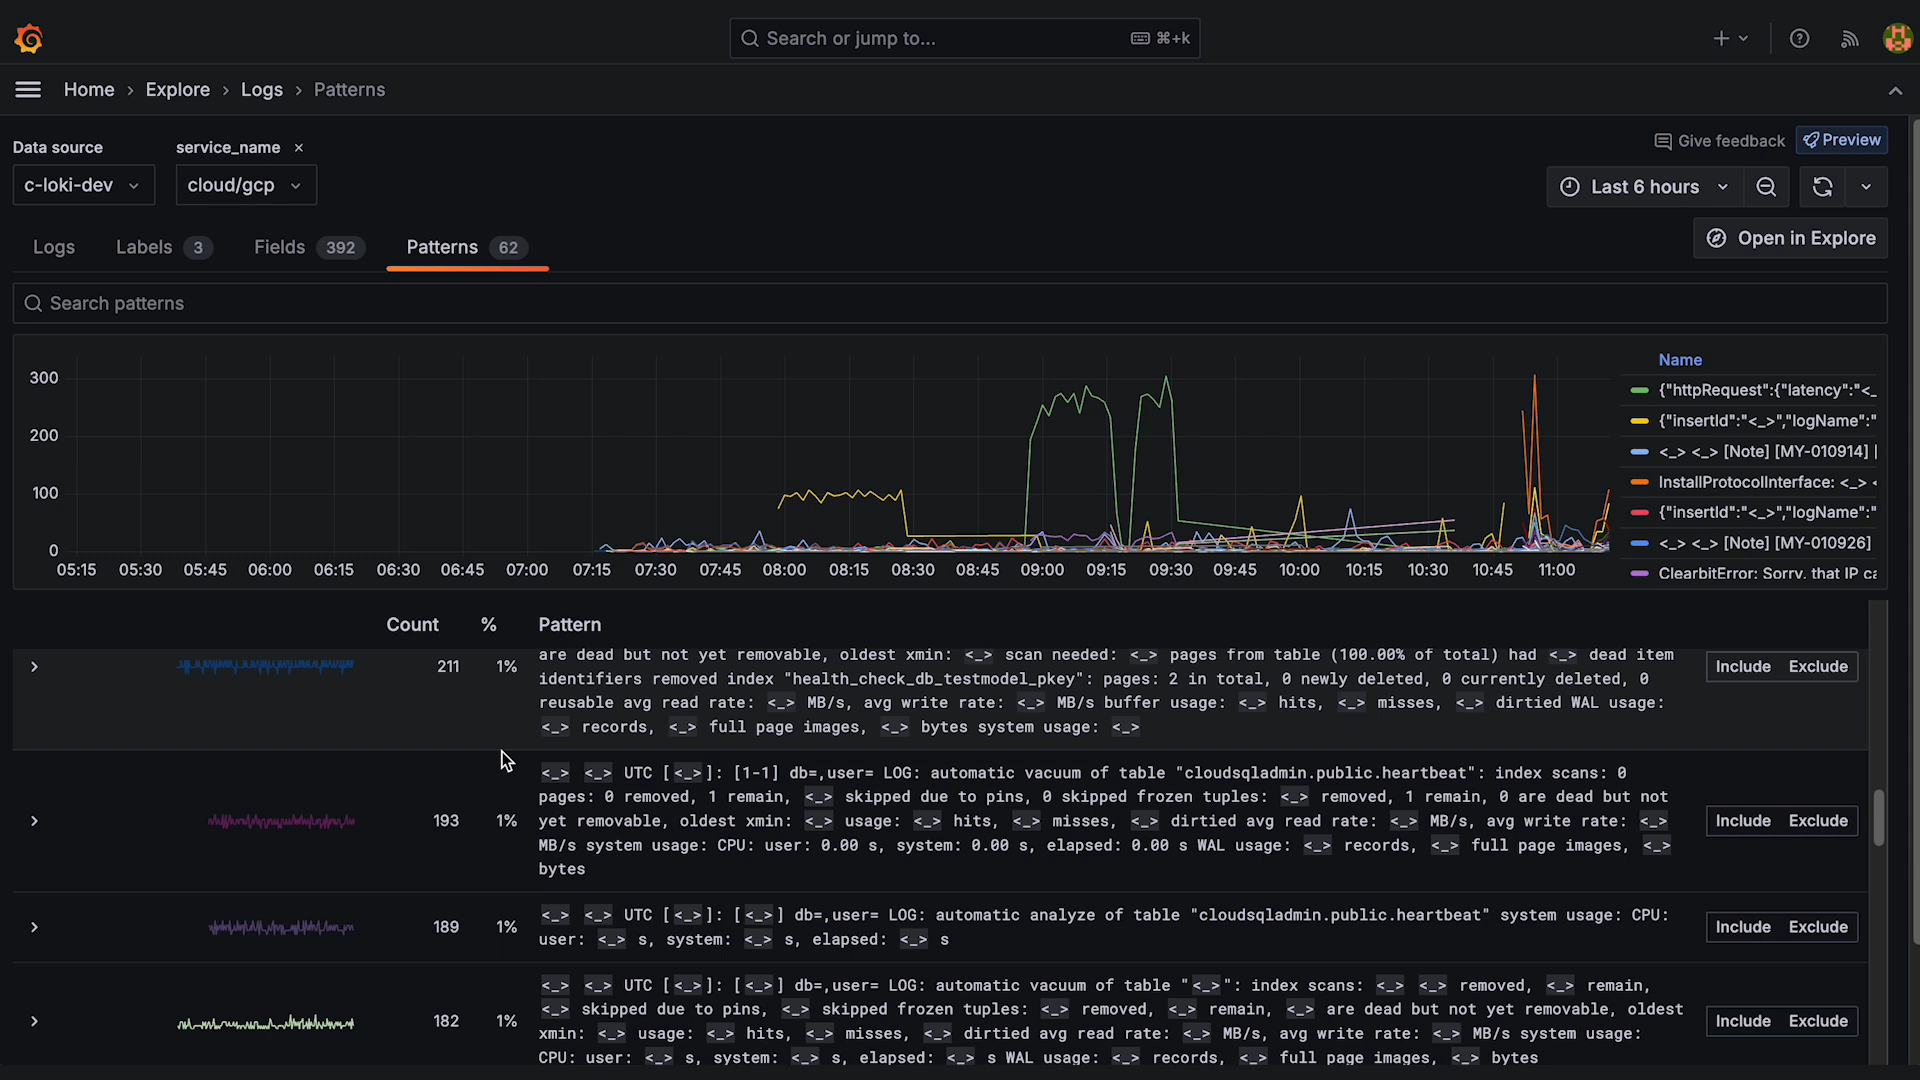 Search or jump to...
⌘+k
Home › Explore › Logs › Patterns
Give feedback
Preview
Data source
service_name ×
c-loki-dev
cloud/gcp
Last 6 hours
Logs
Labels 3
Fields 392
Patterns 62
Open in Explore
Search patterns
300
200
100
0
05:15 05:30 05:45 06:00 06:15 06:30 06:45 07:00 07:15 07:30 07:45 08:00 08:15 08:30 08:45 09:00 09:15 09:30 09:45 10:00 10:15 10:30 10:45 11:00
Name
{"httpRequest":{"latency":"<_
{"insertId":"<_>","logName":"
<_> <_> [Note] [MY-010914] |
InstallProtocolInterface: <_> <
{"insertId":"<_>","logName":"
<_> <_> [Note] [MY-010926]
ClearbitError: Sorry, that IP ca
Count % Pattern
211 1%
are dead but not yet removable, oldest xmin: <_> scan needed: <_> pages from table (100.00% of total) had <_> dead item
identifiers removed index "health_check_db_testmodel_pkey": pages: 2 in total, 0 newly deleted, 0 currently deleted, 0
reusable avg read rate: <_> MB/s, avg write rate: <_> MB/s buffer usage: <_> hits, <_> misses, <_> dirtied WAL usage:
<_> records, <_> full page images, <_> bytes system usage: <_>
Include Exclude
193 1%
<_> <_> UTC [<_>]: [1-1] db=,user= LOG: automatic vacuum of table "cloudsqladmin.public.heartbeat": index scans: 0
pages: 0 removed, 1 remain, <_> skipped due to pins, 0 skipped frozen tuples: <_> removed, 1 remain, 0 are dead but not
yet removable, oldest xmin: <_> usage: <_> hits, <_> misses, <_> dirtied avg read rate: <_> MB/s, avg write rate: <_>
MB/s system usage: CPU: user: 0.00 s, system: 0.00 s, elapsed: 0.00 s WAL usage: <_> records, <_> full page images, <_>
bytes
Include Exclude
189 1%
<_> <_> UTC [<_>]: [<_>] db=,user= LOG: automatic analyze of table "cloudsqladmin.public.heartbeat" system usage: CPU:
user: <_> s, system: <_> s, elapsed: <_> s
Include Exclude
182 1%
<_> <_> UTC [<_>]: [<_>] db=,user= LOG: automatic vacuum of table "<_>": index scans: <_> <_> removed, <_> remain,
<_> skipped due to pins, <_> skipped frozen tuples: <_> removed, <_> remain, <_> are dead but not yet removable, oldest
xmin: <_> usage: <_> hits, <_> misses, <_> dirtied avg read rate: <_> MB/s, avg write rate: <_> MB/s system usage:
CPU: user: <_> s, system: <_> s, elapsed: <_> s WAL usage: <_> records, <_> full page images, <_> bytes
Include Exclude